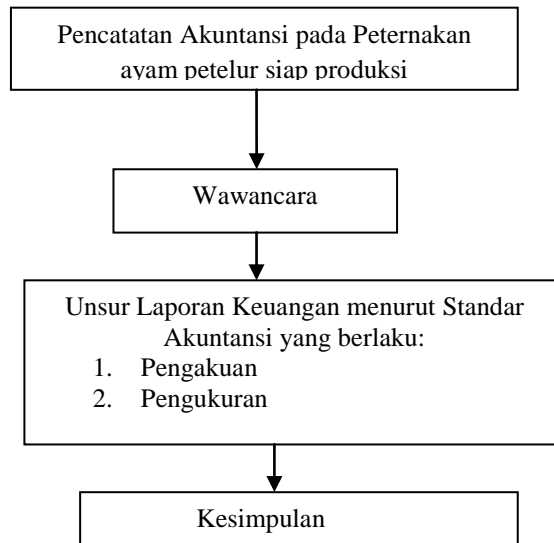 Pencatatan Akuntansi pada Peternakan
ayam petelur siap produksi
Wawancara
Unsur Laporan Keuangan menurut Standar
Akuntansi yang berlaku:
1. Pengakuan
2. Pengukuran
Kesimpulan